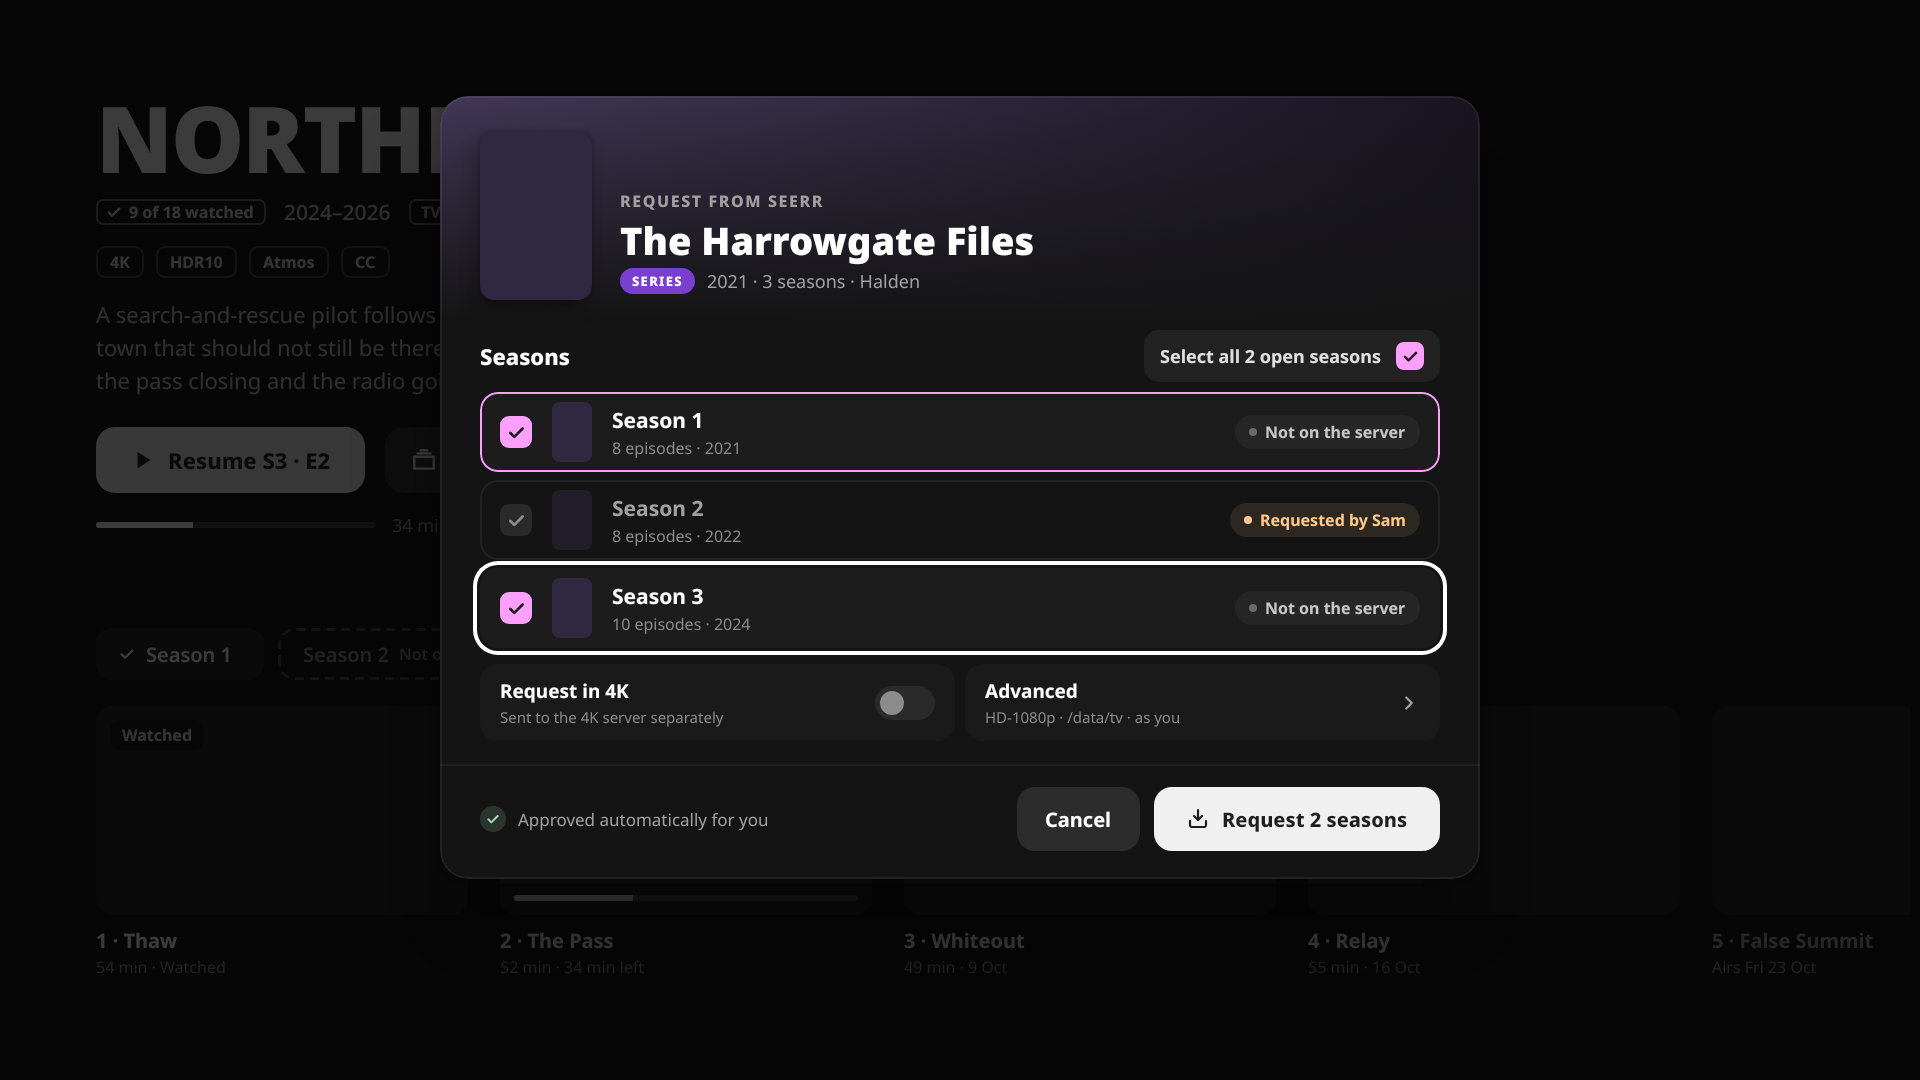 NORTH
9 of 18 watched 2024–2026 TV
4K HDR10 Atmos CC
A search-and-rescue pilot follows
town that should not still be there
the pass closing and the radio goi
Resume S3 · E2
34 mi
Season 1 Season 2 Not o
Watched
REQUEST FROM SEERR
The Harrowgate Files
SERIES 2021 · 3 seasons · Halden
Seasons
Select all 2 open seasons
Season 1
8 episodes · 2021
Not on the server
Season 2
8 episodes · 2022
Requested by Sam
Season 3
10 episodes · 2024
Not on the server
Request in 4K
Sent to the 4K server separately
Advanced
HD-1080p · /data/tv · as you
Approved automatically for you
Cancel
Request 2 seasons
1 · Thaw
54 min · Watched
2 · The Pass
52 min · 34 min left
3 · Whiteout
49 min · 9 Oct
4 · Relay
55 min · 16 Oct
5 · False Summit
Airs Fri 23 Oct